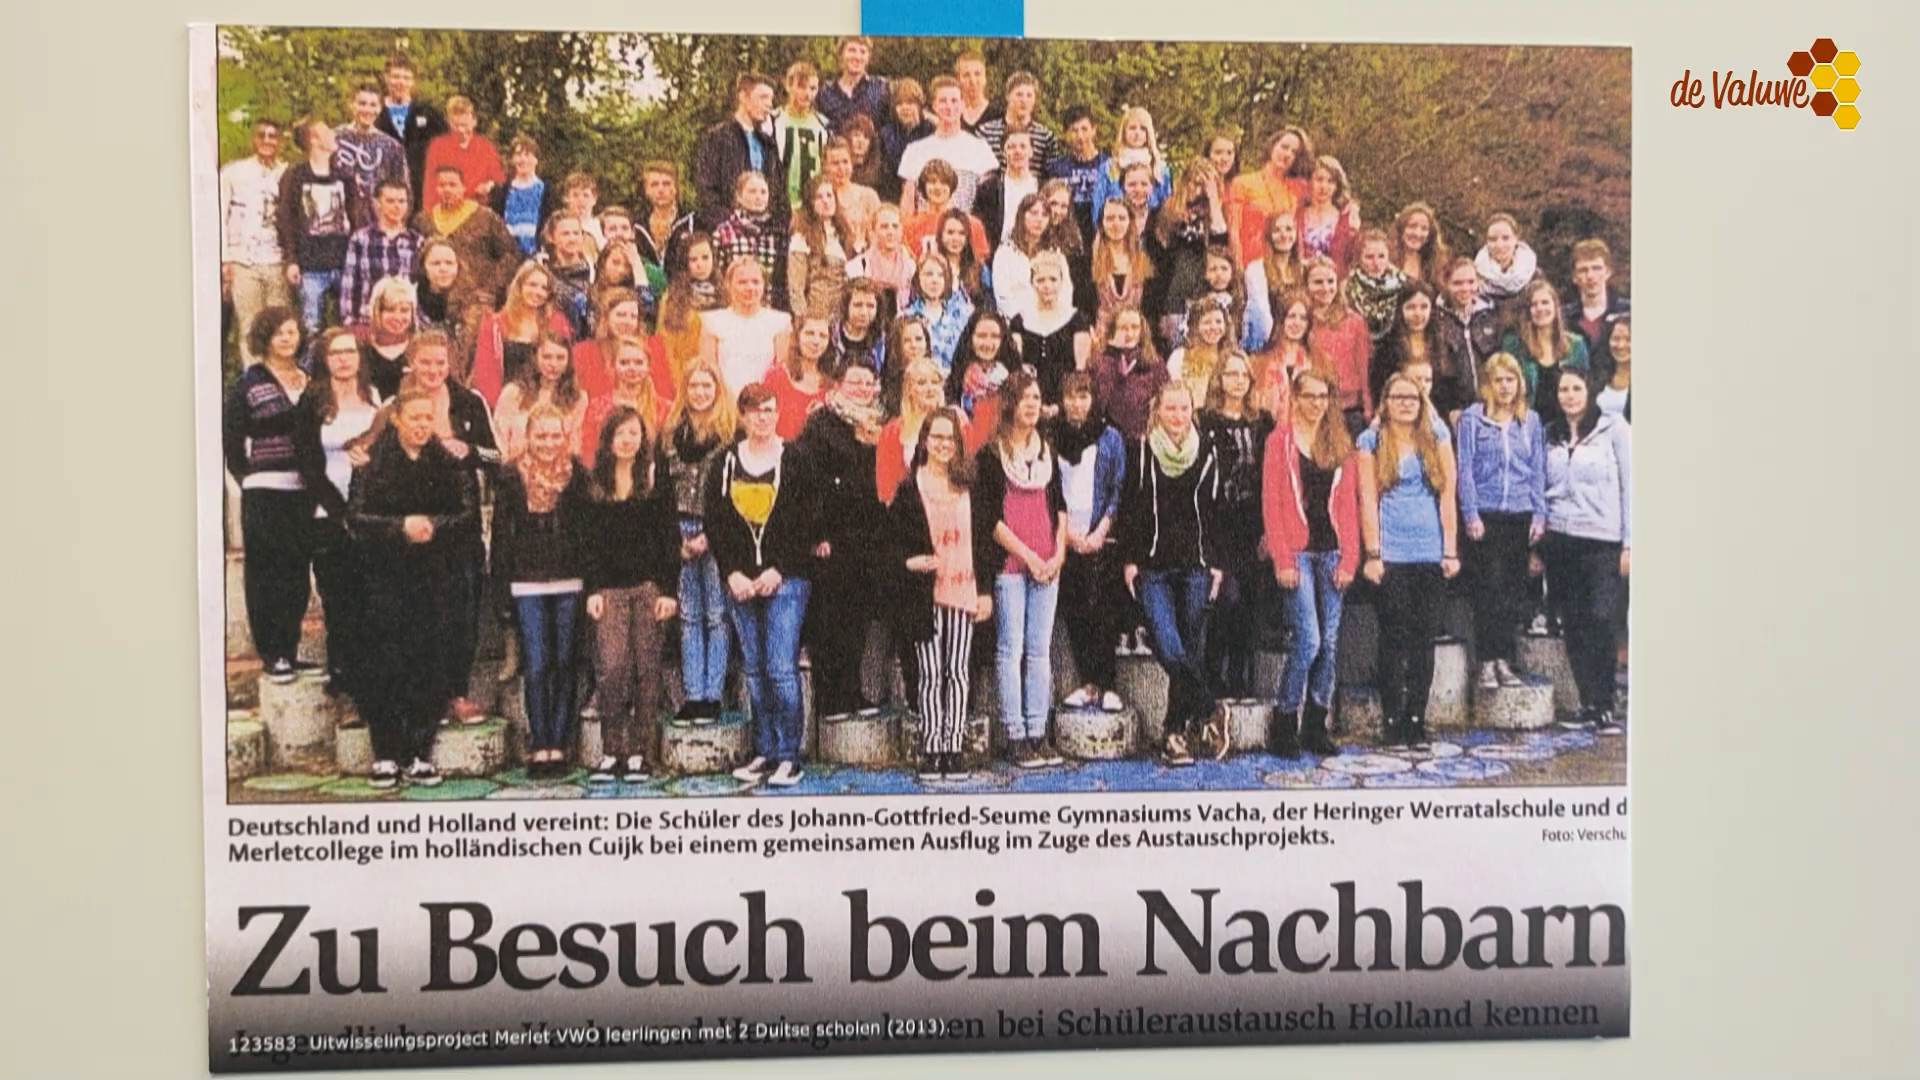 de Valuwe
Deutschland und Holland vereint: Die Schüler des Johann-Gottfried-Seume Gymnasiums Vacha, der Heringer Werratalschule und d
Merletcollege im holländischen Cuijk bei einem gemeinsamen Ausflug im Zuge des Austauschprojekts.
Foto: Verschu
Zu Besuch beim Nachbarn
en bei Schüleraustausch Holland kennen
123583 Uitwisselingsproject Merlet VWO leerlingen met 2 Duitse scholen (2013).